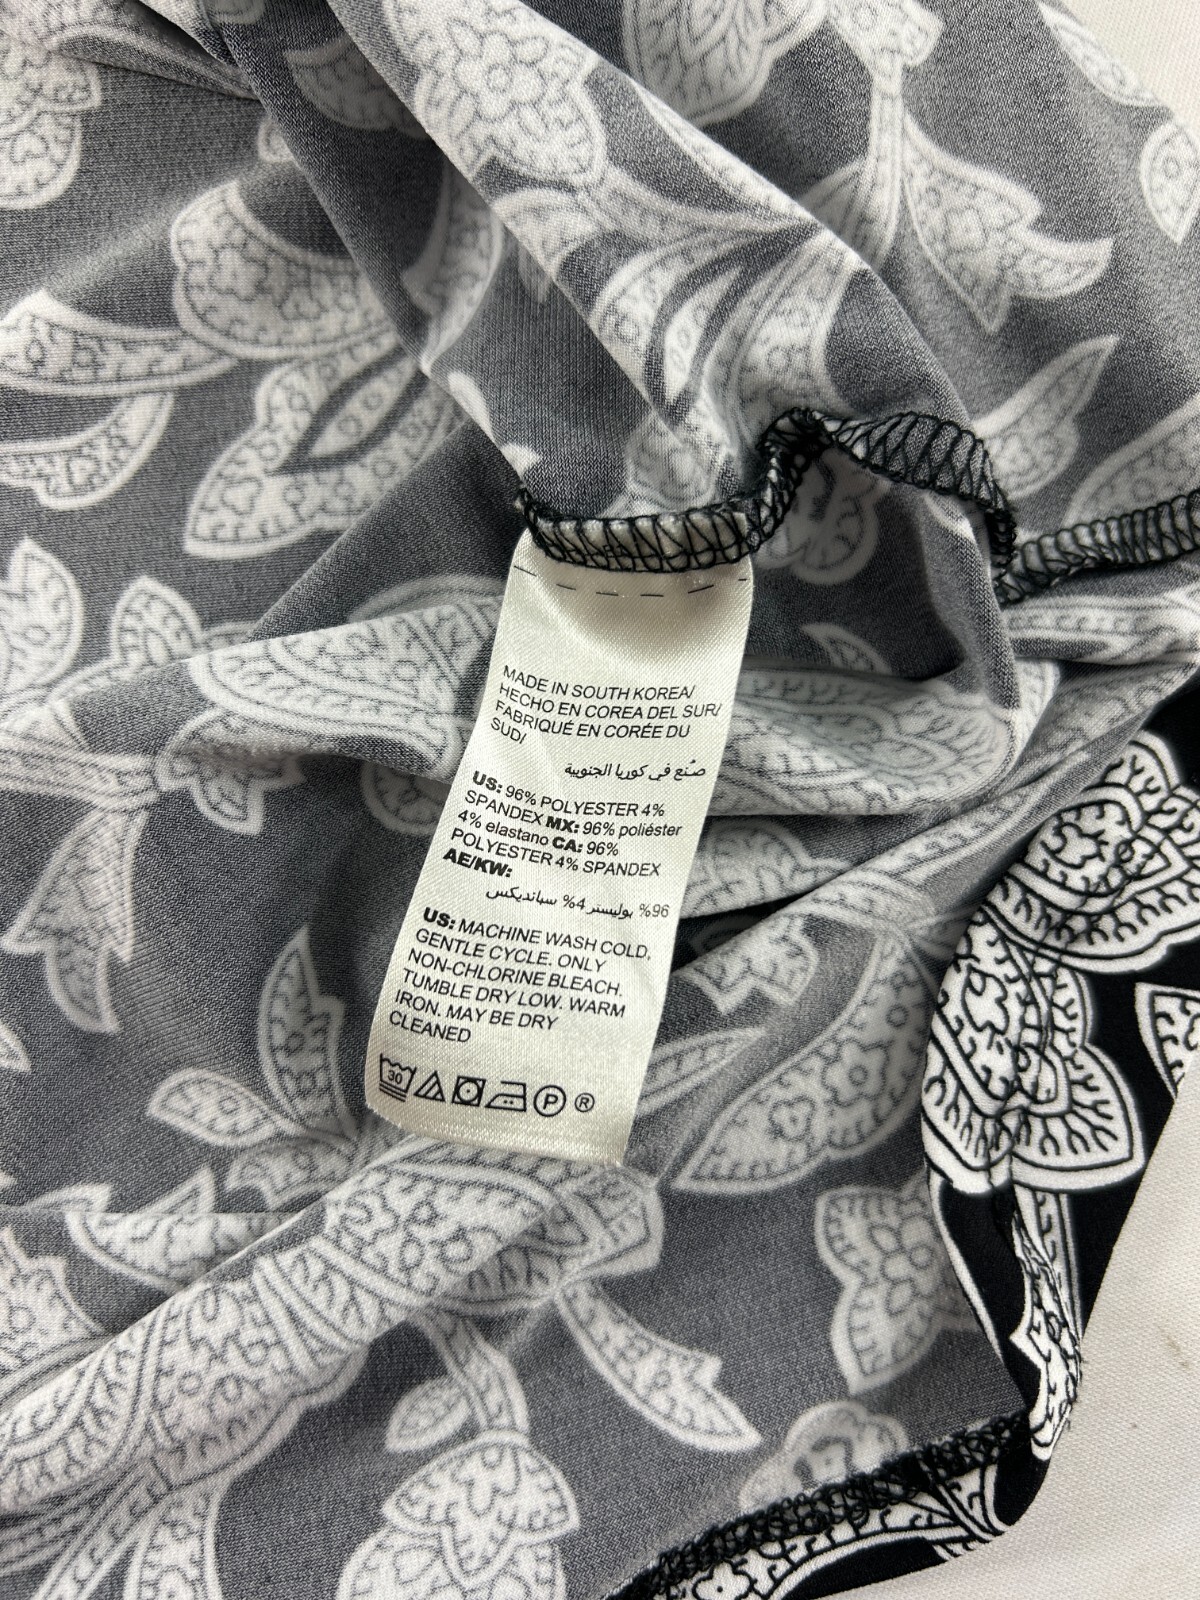 MADE IN SOUTH KOREA/
HECHO EN COREA DEL SUR/
FABRIQUÉ EN CORÉE DU
SUD/
صُنع في كوريا الجنوبية
US: 96% POLYESTER 4%
SPANDEX MX: 96% poliéster
4% elastano CA: 96%
POLYESTER 4% SPANDEX
AE/KW:
96% بوليستر 4% سبانديكس
US: MACHINE WASH COLD,
GENTLE CYCLE. ONLY
NON-CHLORINE BLEACH.
TUMBLE DRY LOW. WARM
IRON. MAY BE DRY
CLEANED
30 P ®